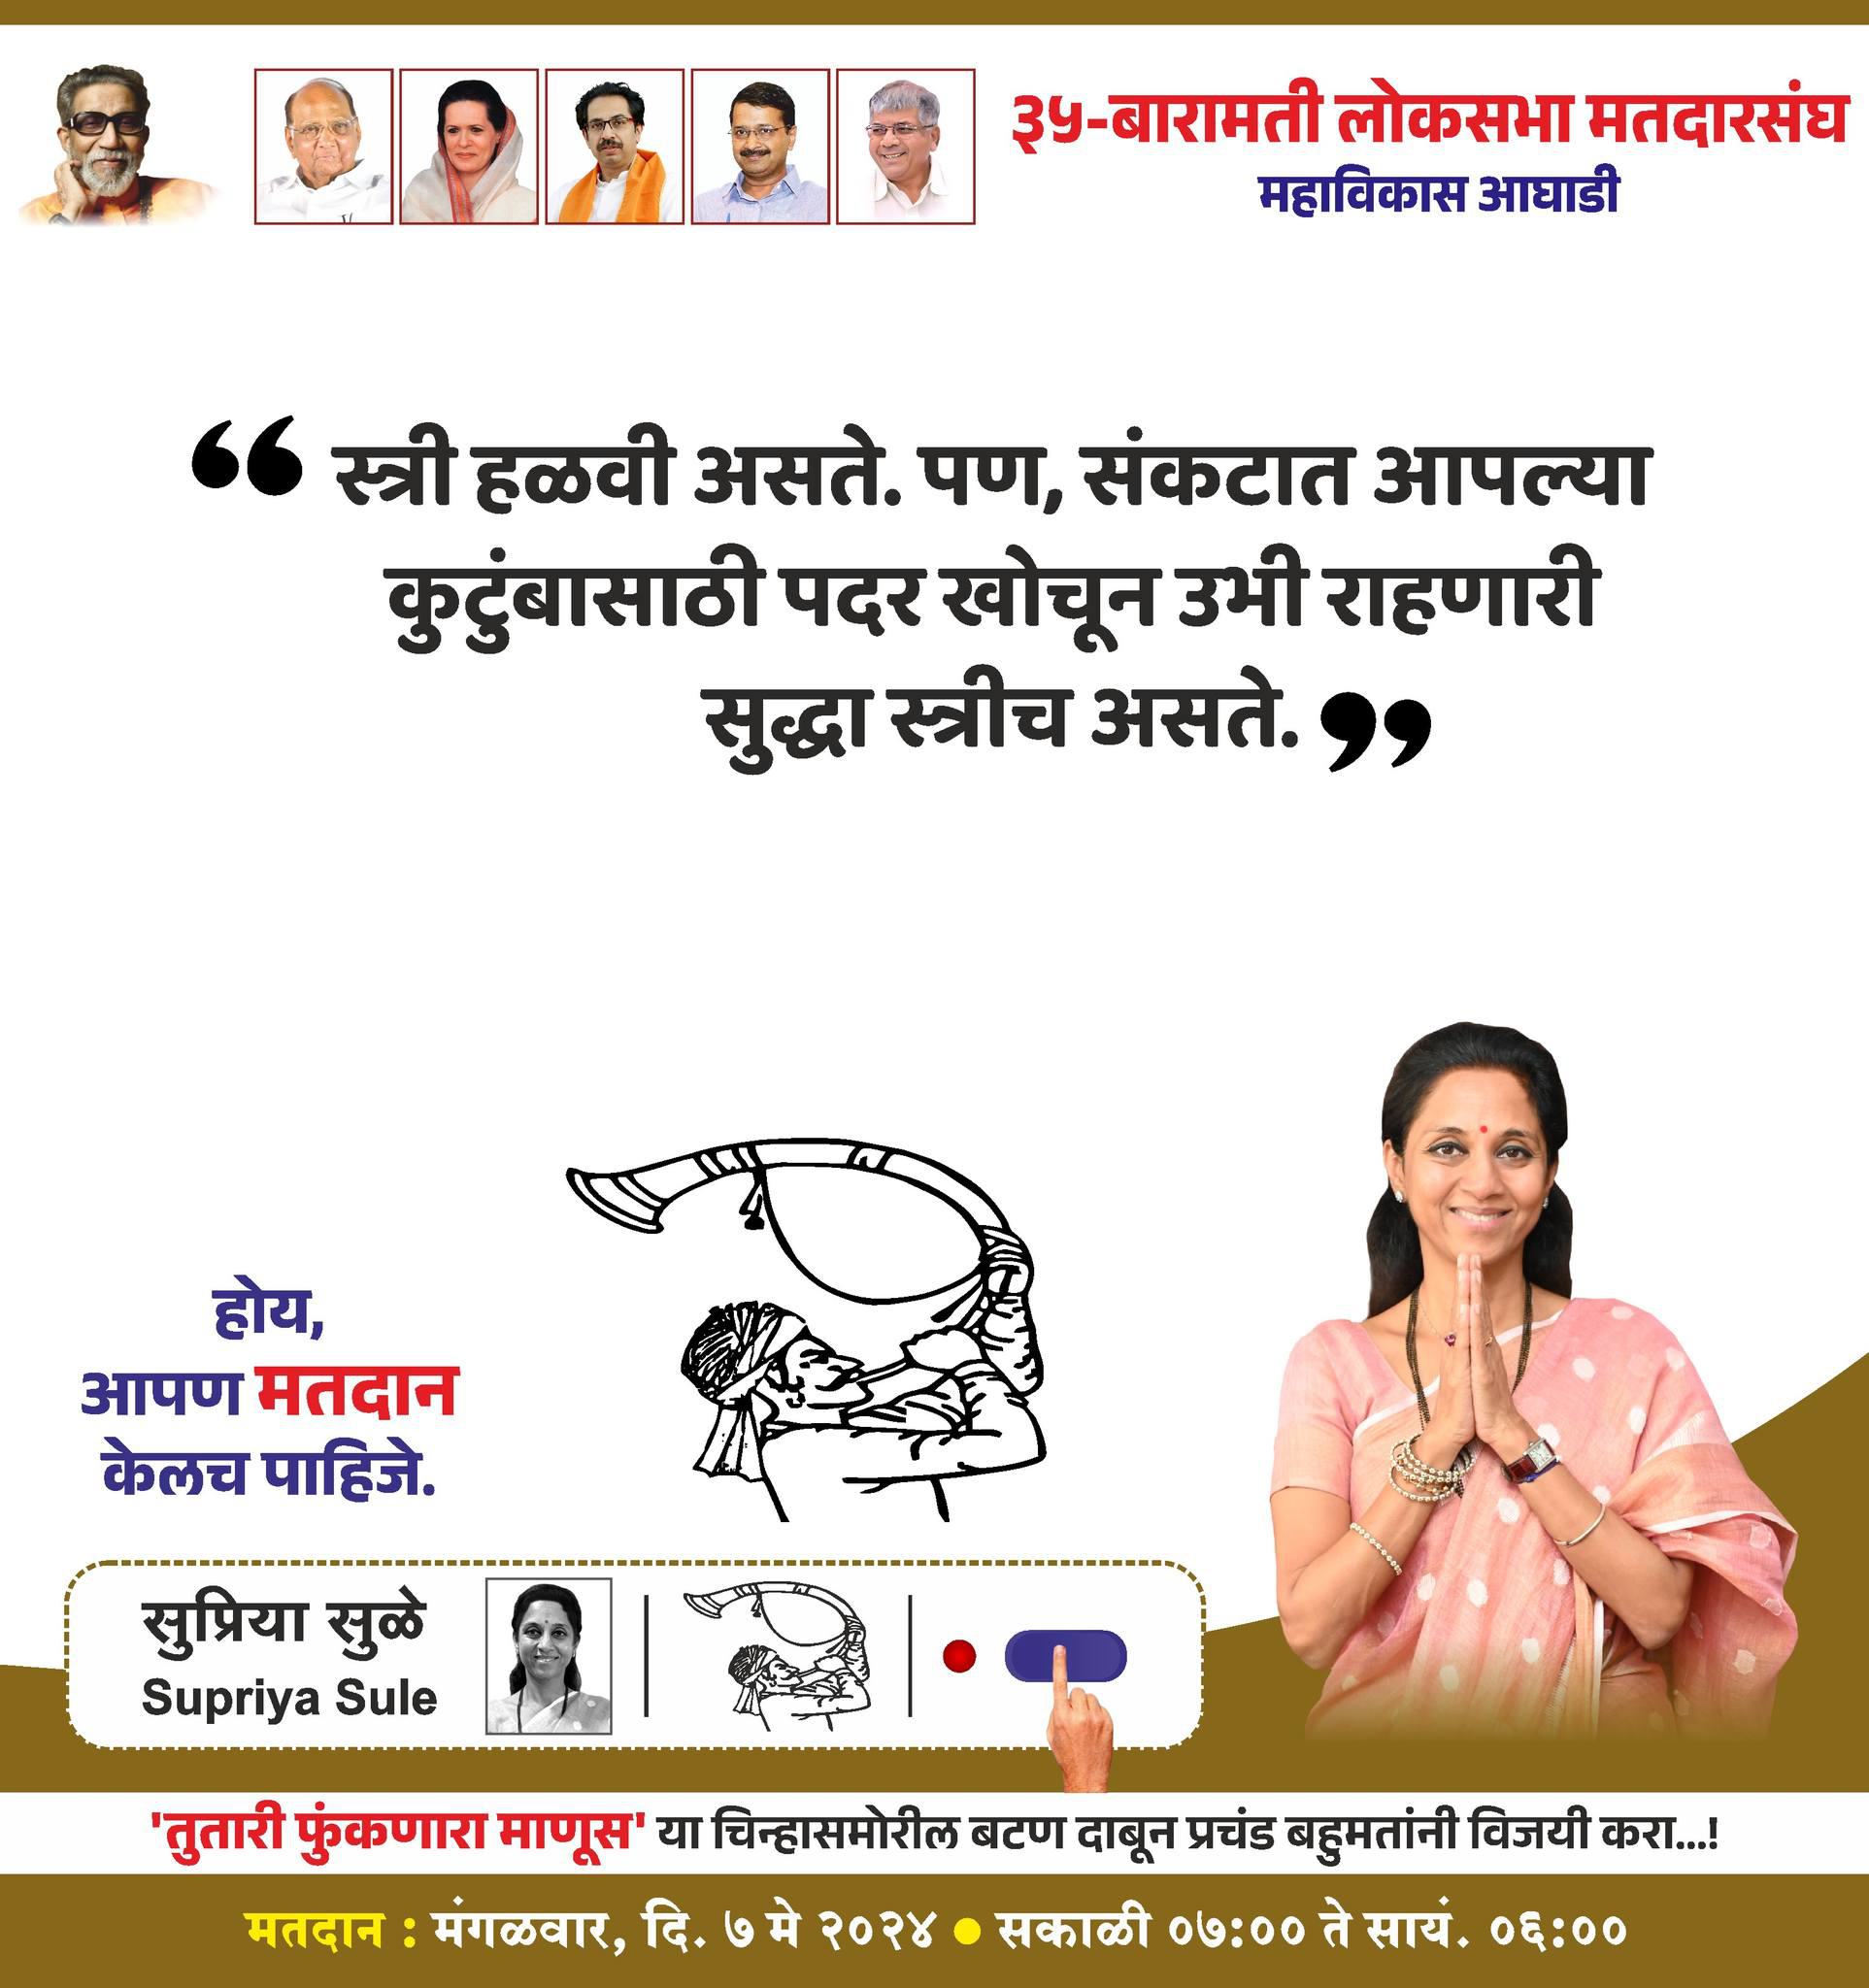 ३५-बारामती लोकसभा मतदारसंघ
महाविकास आघाडी
“ स्त्री हळवी असते. पण, संकटात आपल्या
कुटुंबासाठी पदर खोचून उभी राहणारी
सुद्धा स्त्रीच असते. ”
होय,
आपण मतदान
केलच पाहिजे.
सुप्रिया सुळे
Supriya Sule
'तुतारी फुंकणारा माणूस' या चिन्हासमोरील बटण दाबून प्रचंड बहुमतांनी विजयी करा...!
मतदान : मंगळवार, दि. ७ मे २०२४ ● सकाळी ०७:०० ते सायं. ०६:००